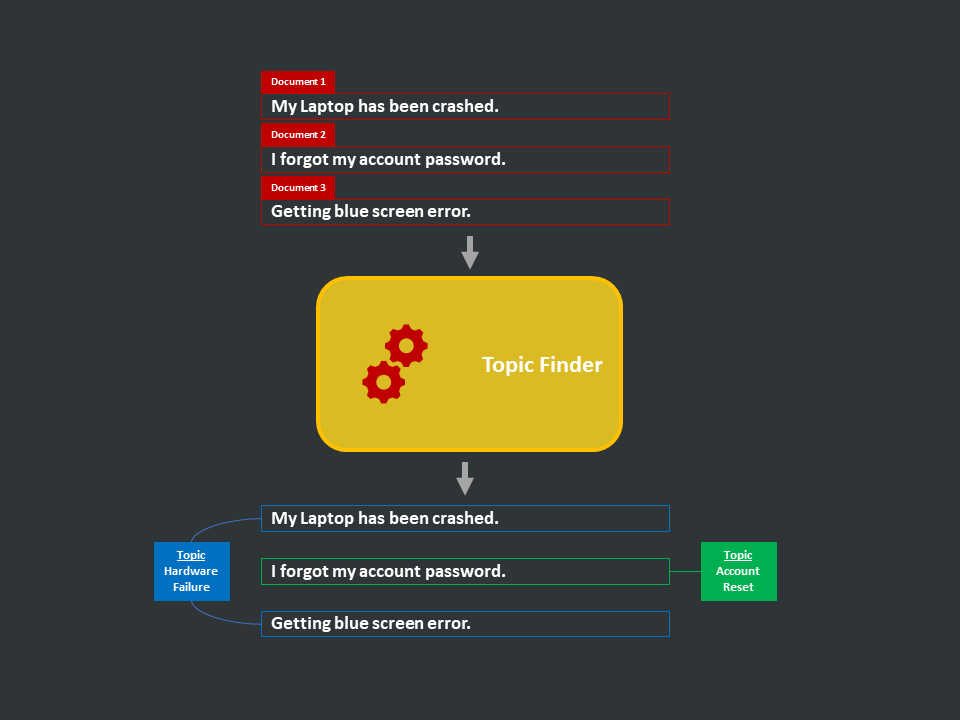 Document 1
My Laptop has been crashed.
Document 2
I forgot my account password.
Document 3
Getting blue screen error.
Topic Finder
My Laptop has been crashed.
Topic
Hardware
Failure
I forgot my account password.
Topic
Account
Reset
Getting blue screen error.